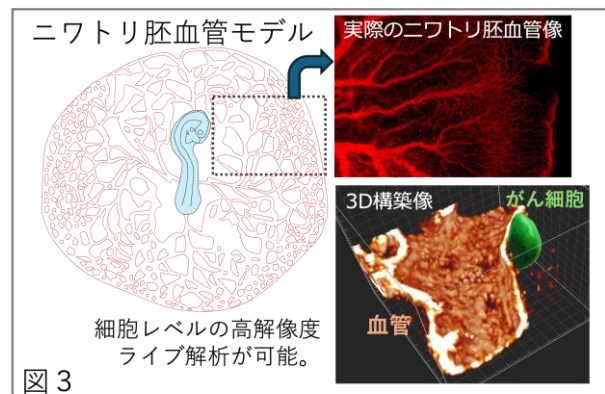 ニワトリ胚血管モデル
実際のニワトリ胚血管像
3D構築像
がん細胞
血管
細胞レベルの高解像度
ライブ解析が可能。
図3